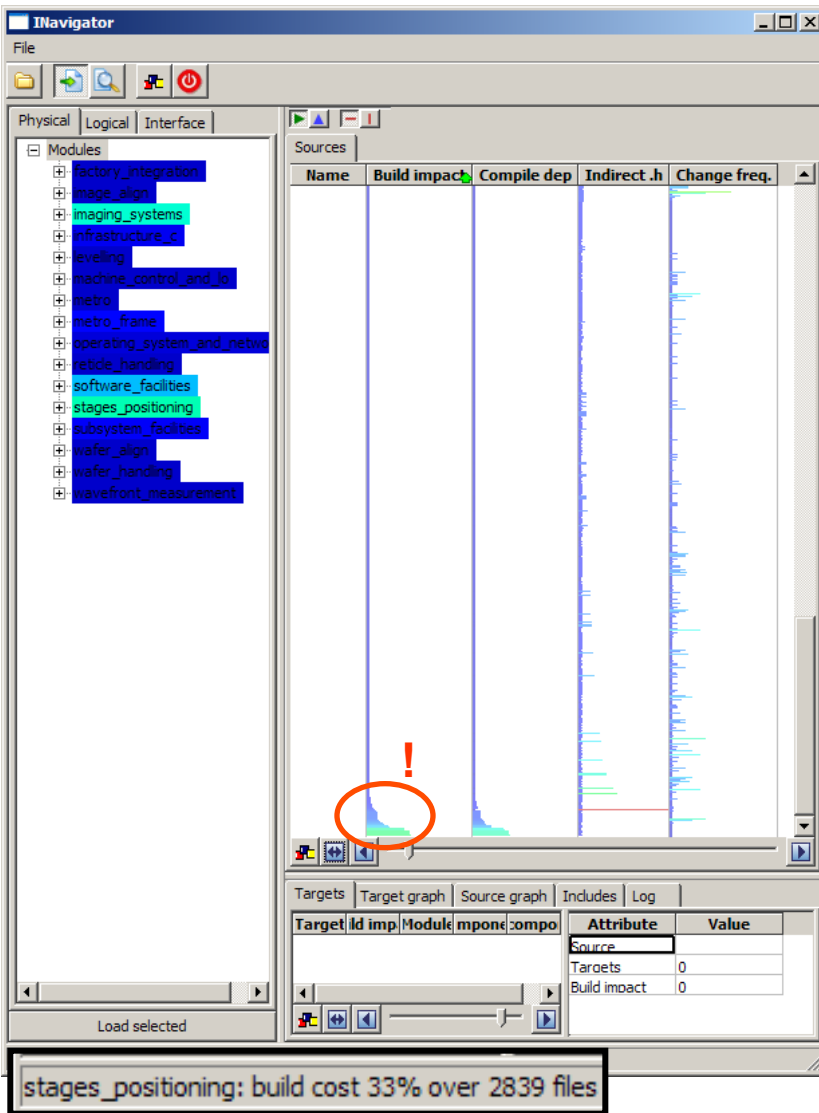 INavigator
File
Physical Logical Interface
Modules
factory_integration
image_align
imaging_systems
infrastructure_c
levelling
machine_control_and_lo
metro
metro_frame
operating_system_and_netwo
reticle_handling
software_facilities
stages_positioning
subsystem_facilities
wafer_align
wafer_handling
wavefront_measurement
Load selected
Sources
Name Build impact Compile dep Indirect .h Change freq.
!
Targets Target graph Source graph Includes Log
Target ild imp Module mpone compo
Attribute Value
Source
Targets 0
Build impact 0
stages_positioning: build cost 33% over 2839 files